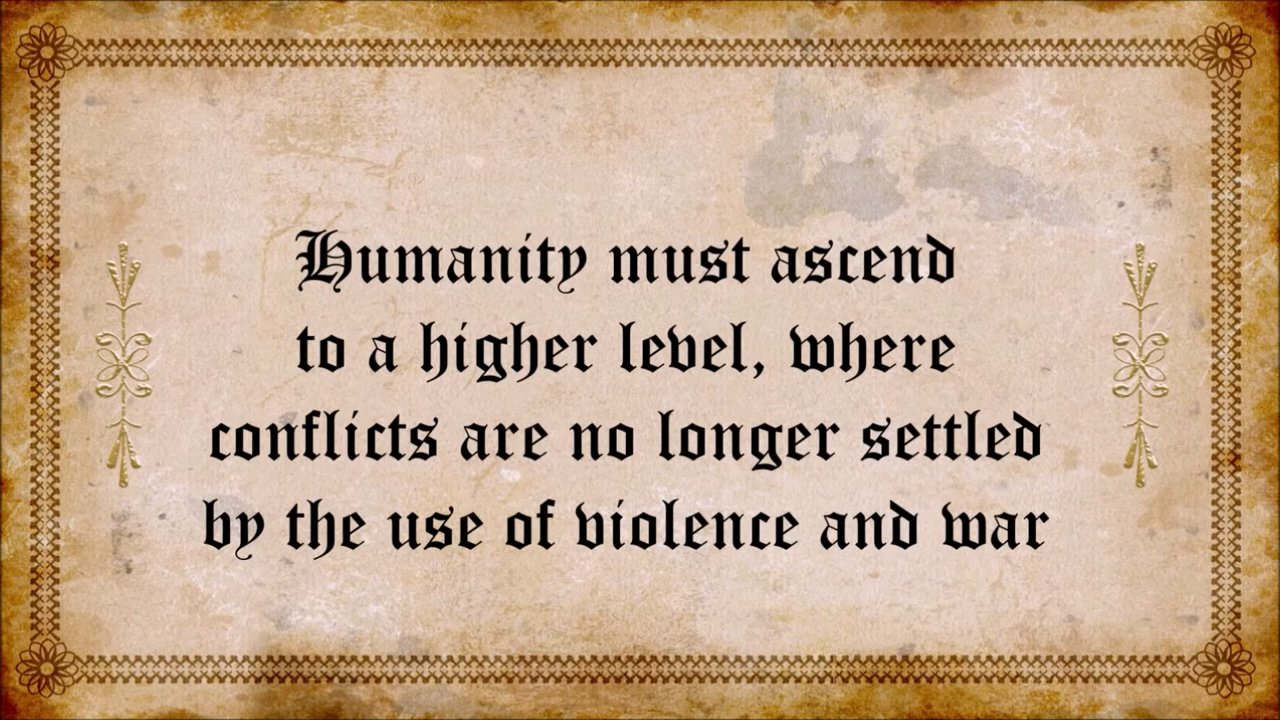 Humanity must ascend
to a higher level, where
conflicts are no longer settled
by the use of violence and war